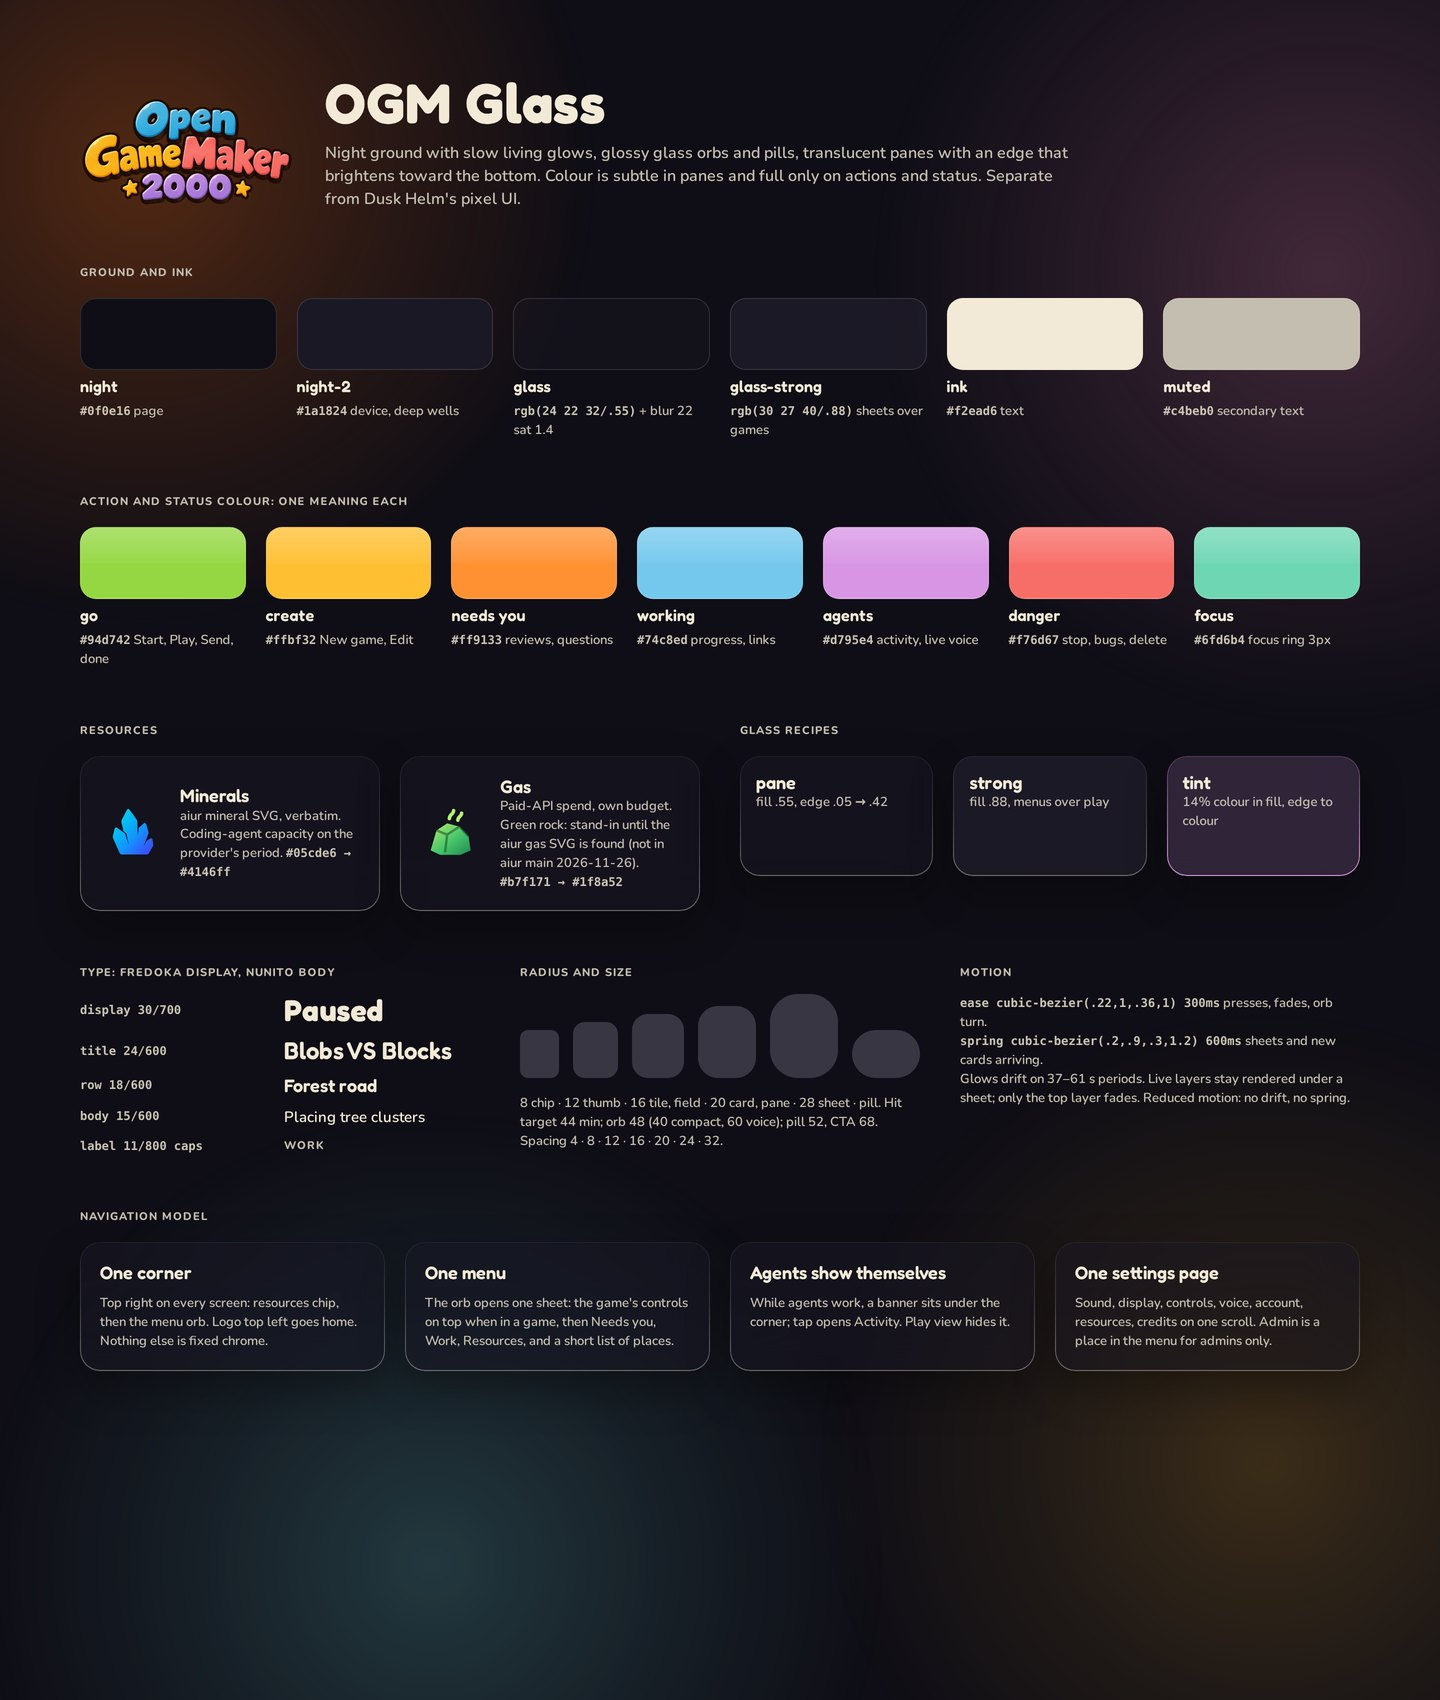 Open
GameMaker
2000
OGM Glass
Night ground with slow living glows, glossy glass orbs and pills, translucent panes with an edge that
brightens toward the bottom. Colour is subtle in panes and full only on actions and status. Separate
from Dusk Helm's pixel UI.
GROUND AND INK
night
#0f0e16 page
night-2
#1a1824 device, deep wells
glass
rgb(24 22 32/.55) + blur 22
sat 1.4
glass-strong
rgb(30 27 40/.88) sheets over
games
ink
#f2ead6 text
muted
#c4beb0 secondary text
ACTION AND STATUS COLOUR: ONE MEANING EACH
go
#94d742 Start, Play, Send,
done
create
#ffbf32 New game, Edit
needs you
#ff9133 reviews, questions
working
#74c8ed progress, links
agents
#d795e4 activity, live voice
danger
#f76d67 stop, bugs, delete
focus
#6fd6b4 focus ring 3px
RESOURCES
Minerals
aiur mineral SVG, verbatim.
Coding-agent capacity on the
provider's period. #05cde6 →
#4146ff
Gas
Paid-API spend, own budget.
Green rock: stand-in until the
aiur gas SVG is found (not in
aiur main 2026-11-26).
#b7f171 → #1f8a52
GLASS RECIPES
pane
fill .55, edge .05 → .42
strong
fill .88, menus over play
tint
14% colour in fill, edge to
colour
TYPE: FREDOKA DISPLAY, NUNITO BODY
display 30/700
Paused
title 24/600
Blobs VS Blocks
row 18/600
Forest road
body 15/600
Placing tree clusters
label 11/800 caps
WORK
RADIUS AND SIZE
8 chip · 12 thumb · 16 tile, field · 20 card, pane · 28 sheet · pill. Hit
target 44 min; orb 48 (40 compact, 60 voice); pill 52, CTA 68.
Spacing 4 · 8 · 12 · 16 · 20 · 24 · 32.
MOTION
ease cubic-bezier(.22,1,.36,1) 300ms presses, fades, orb
turn.
spring cubic-bezier(.2,.9,.3,1.2) 600ms sheets and new
cards arriving.
Glows drift on 37–61 s periods. Live layers stay rendered under a
sheet; only the top layer fades. Reduced motion: no drift, no spring.
NAVIGATION MODEL
One corner
Top right on every screen: resources chip,
then the menu orb. Logo top left goes home.
Nothing else is fixed chrome.
One menu
The orb opens one sheet: the game's controls
on top when in a game, then Needs you,
Work, Resources, and a short list of places.
Agents show themselves
While agents work, a banner sits under the
corner; tap opens Activity. Play view hides it.
One settings page
Sound, display, controls, voice, account,
resources, credits on one scroll. Admin is a
place in the menu for admins only.